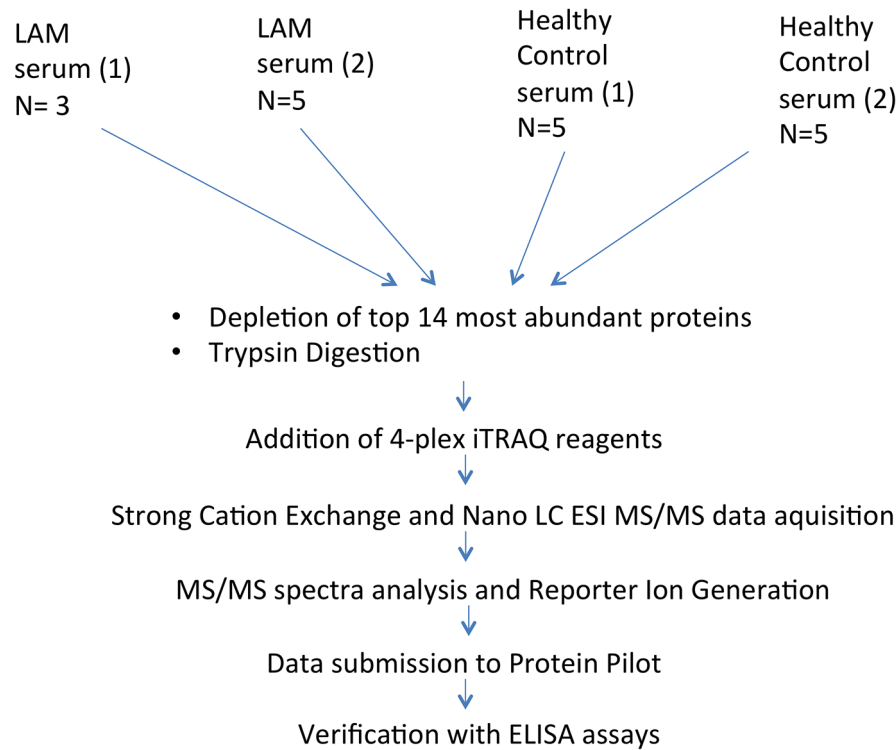 LAM
serum (1)
N= 3
LAM
serum (2)
N=5
Healthy
Control
serum (1)
N=5
Healthy
Control
serum (2)
N=5
• Depletion of top 14 most abundant proteins
• Trypsin Digestion
Addition of 4-plex iTRAQ reagents
Strong Cation Exchange and Nano LC ESI MS/MS data aquisition
MS/MS spectra analysis and Reporter Ion Generation
Data submission to Protein Pilot
Verification with ELISA assays